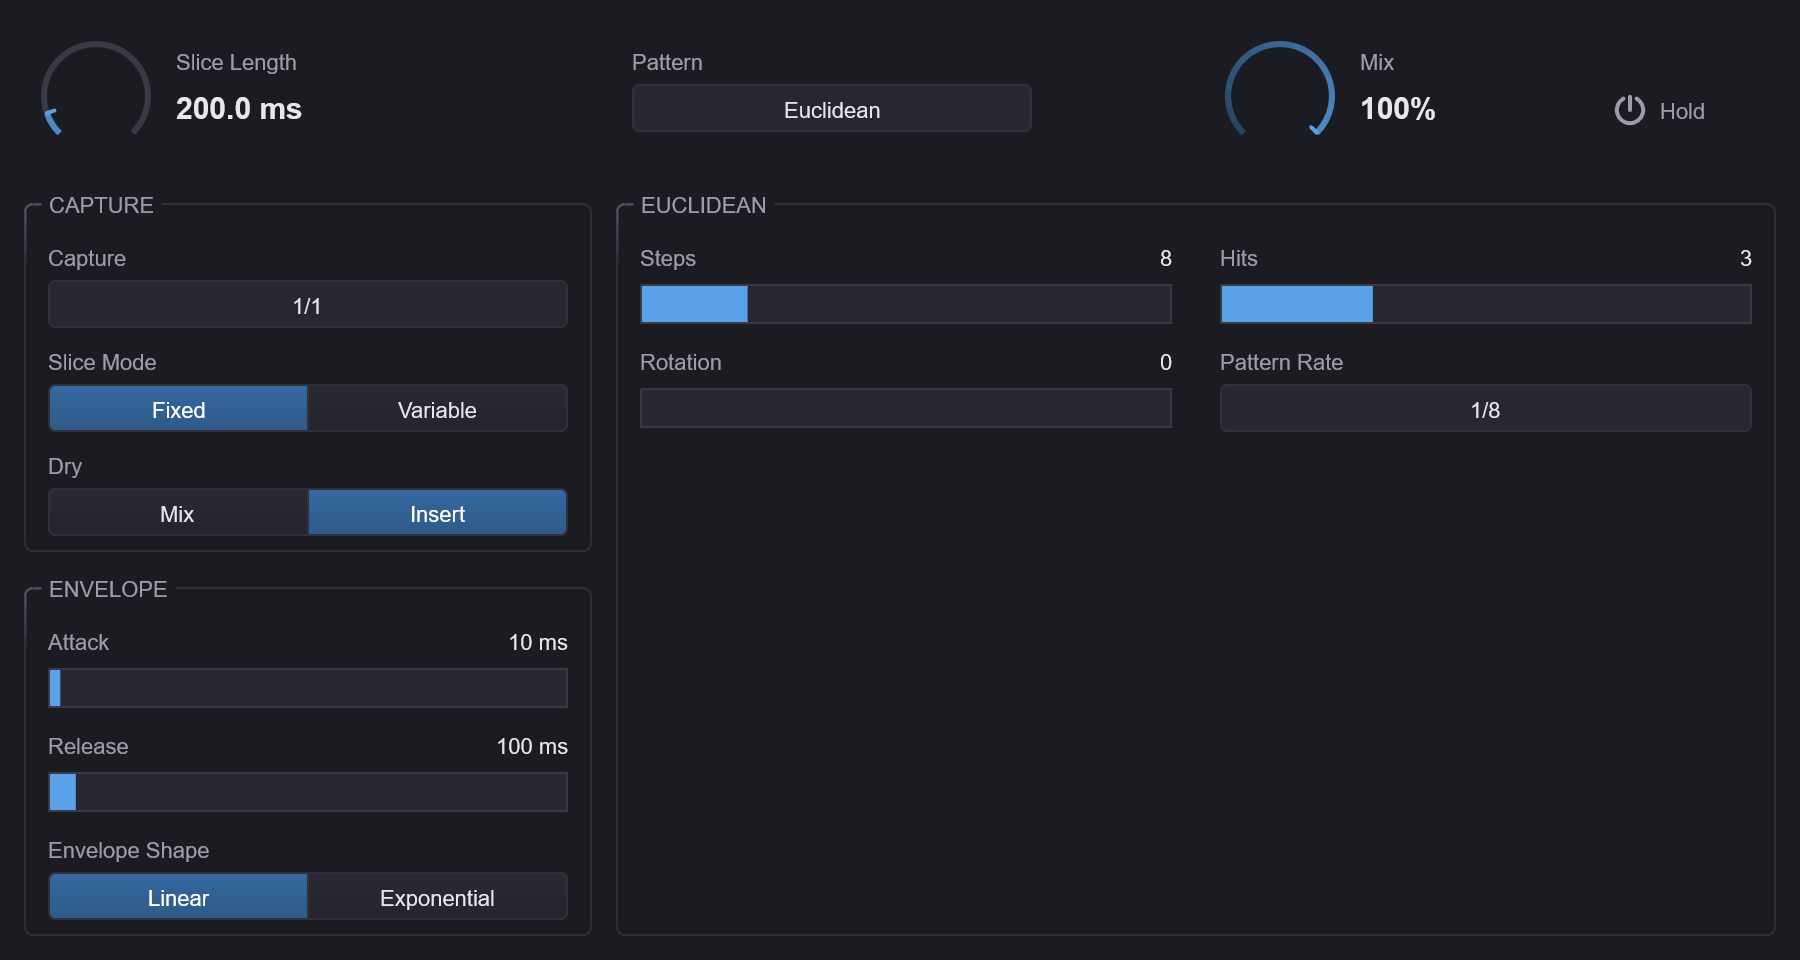 Slice Length
200.0 ms
Pattern
Euclidean
Mix
100%
Hold
CAPTURE
Capture
1/1
Slice Mode
Fixed Variable
Dry
Mix Insert
ENVELOPE
Attack 10 ms
Release 100 ms
Envelope Shape
Linear Exponential
EUCLIDEAN
Steps 8
Hits 3
Rotation 0
Pattern Rate
1/8